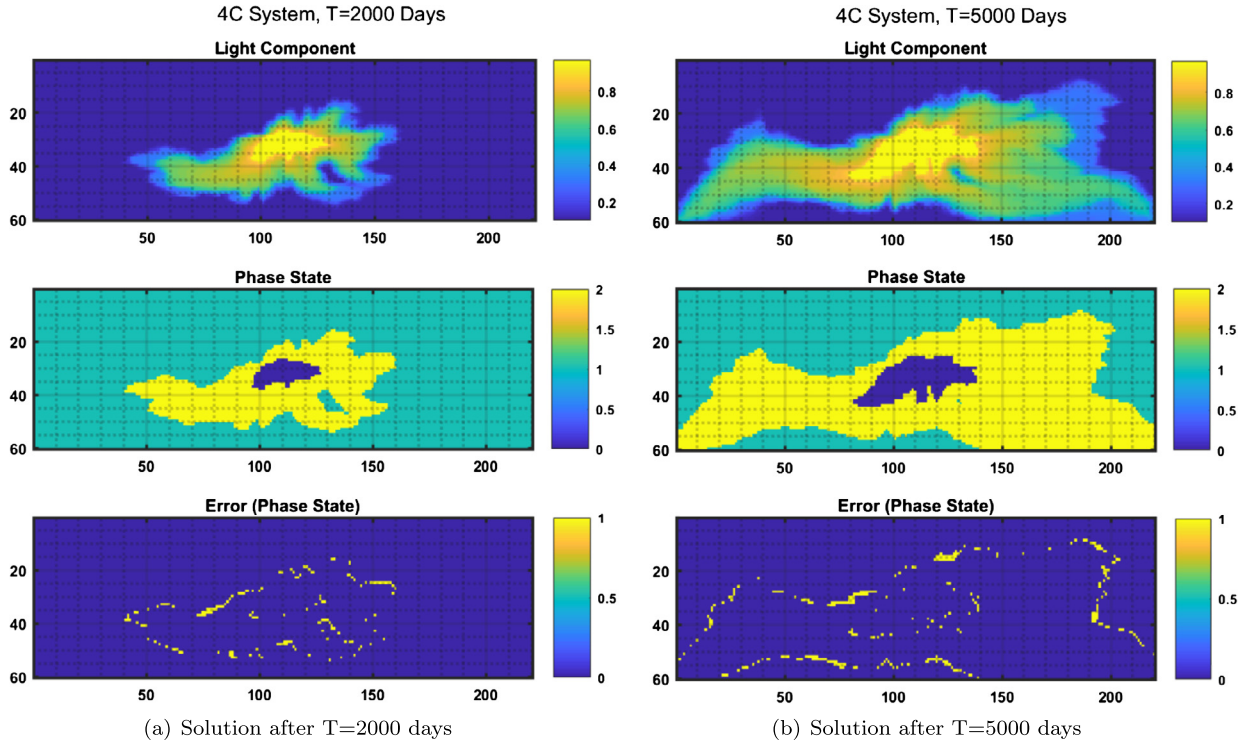 4C System, T=2000 Days
Light Component
20
40
60
50 100 150 200
0.8
0.6
0.4
0.2
Phase State
20
40
60
50 100 150 200
2
1.5
1
0.5
0
Error (Phase State)
20
40
60
50 100 150 200
1
0.5
0
(a) Solution after T=2000 days
4C System, T=5000 Days
Light Component
20
40
60
50 100 150 200
0.8
0.6
0.4
0.2
Phase State
20
40
60
50 100 150 200
2
1.5
1
0.5
0
Error (Phase State)
20
40
60
50 100 150 200
1
0.5
0
(b) Solution after T=5000 days